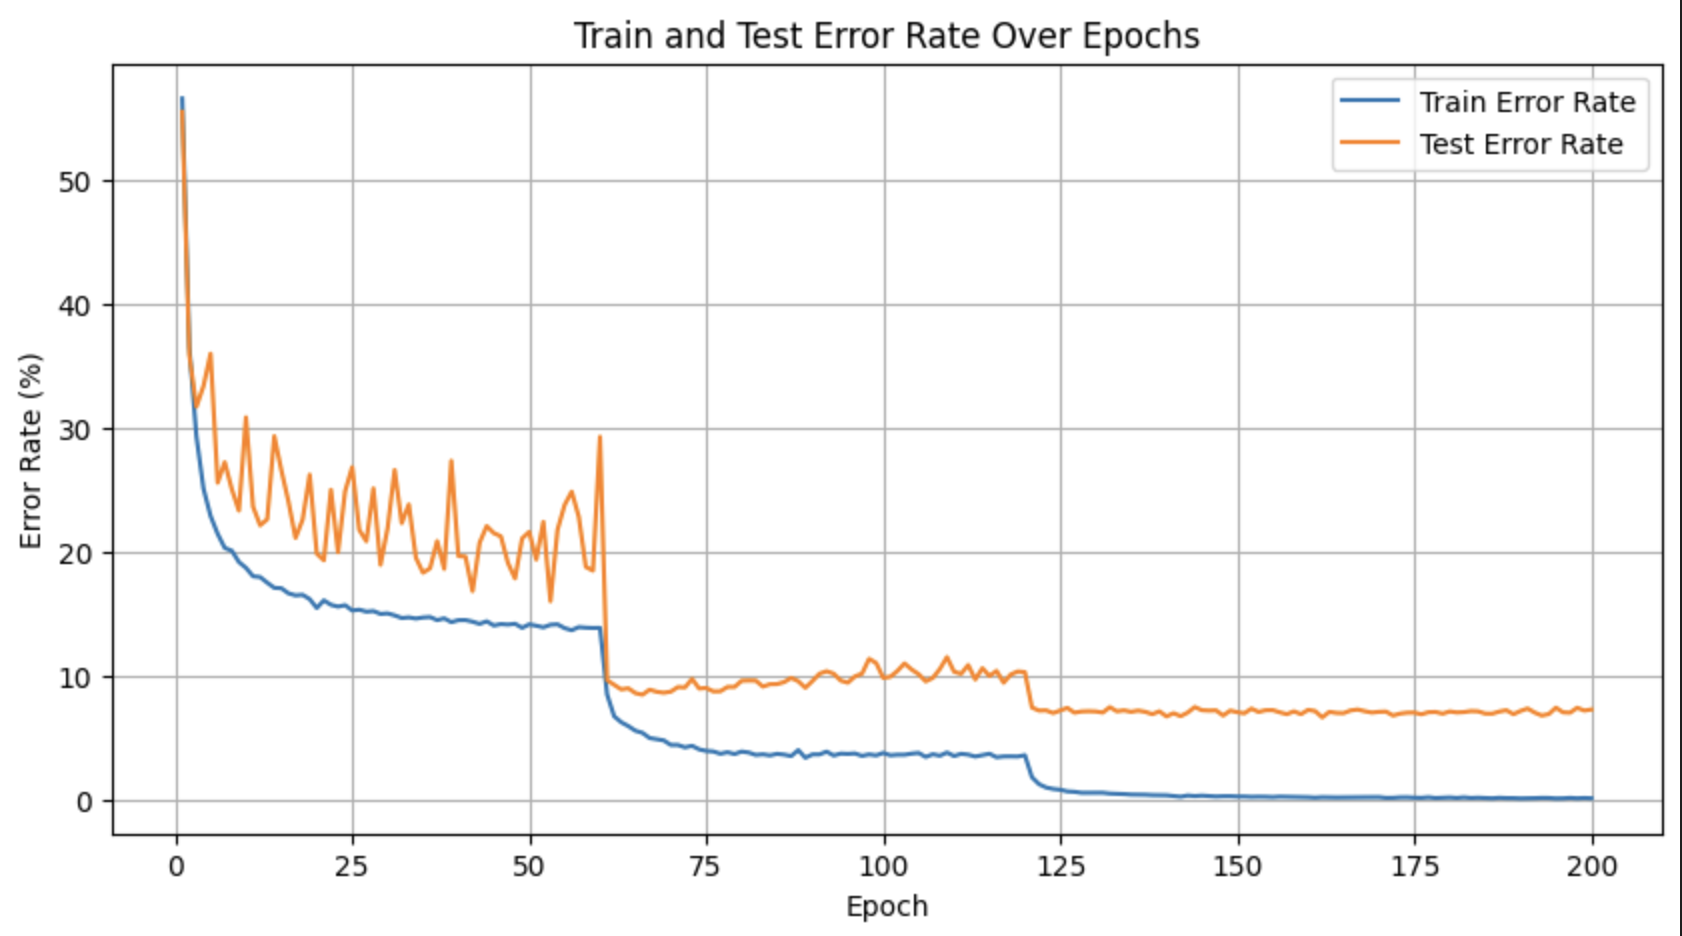 Train and Test Error Rate Over Epochs
Train Error Rate
Test Error Rate
Error Rate (%)
50
40
30
20
10
0
0 25 50 75 100 125 150 175 200
Epoch